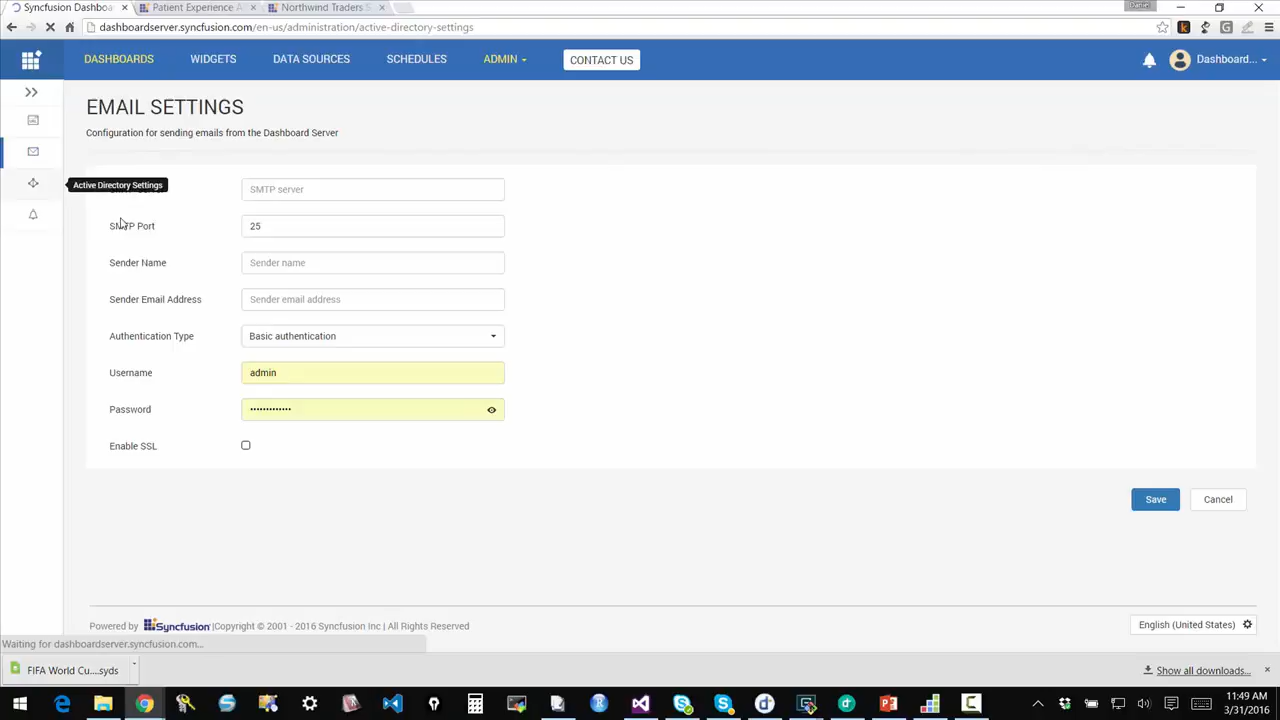 Syncfusion Dashboa
Patient Experience A
Northwind Traders S
Daniel
dashboardserver.syncfusion.com/en-us/administration/active-directory-settings
DASHBOARDS
WIDGETS
DATA SOURCES
SCHEDULES
ADMIN
CONTACT US
Dashboard...
EMAIL SETTINGS
Configuration for sending emails from the Dashboard Server
Active Directory Settings
SMTP server
SMTP Port
25
Sender Name
Sender name
Sender Email Address
Sender email address
Authentication Type
Basic authentication
Username
admin
Password
•••••••••••••
Enable SSL
Save
Cancel
Powered by Syncfusion |Copyright © 2001 - 2016 Syncfusion Inc | All Rights Reserved
English (United States)
Waiting for dashboardserver.syncfusion.com...
FIFA World Cu....syds
Show all downloads...
11:49 AM
3/31/2016